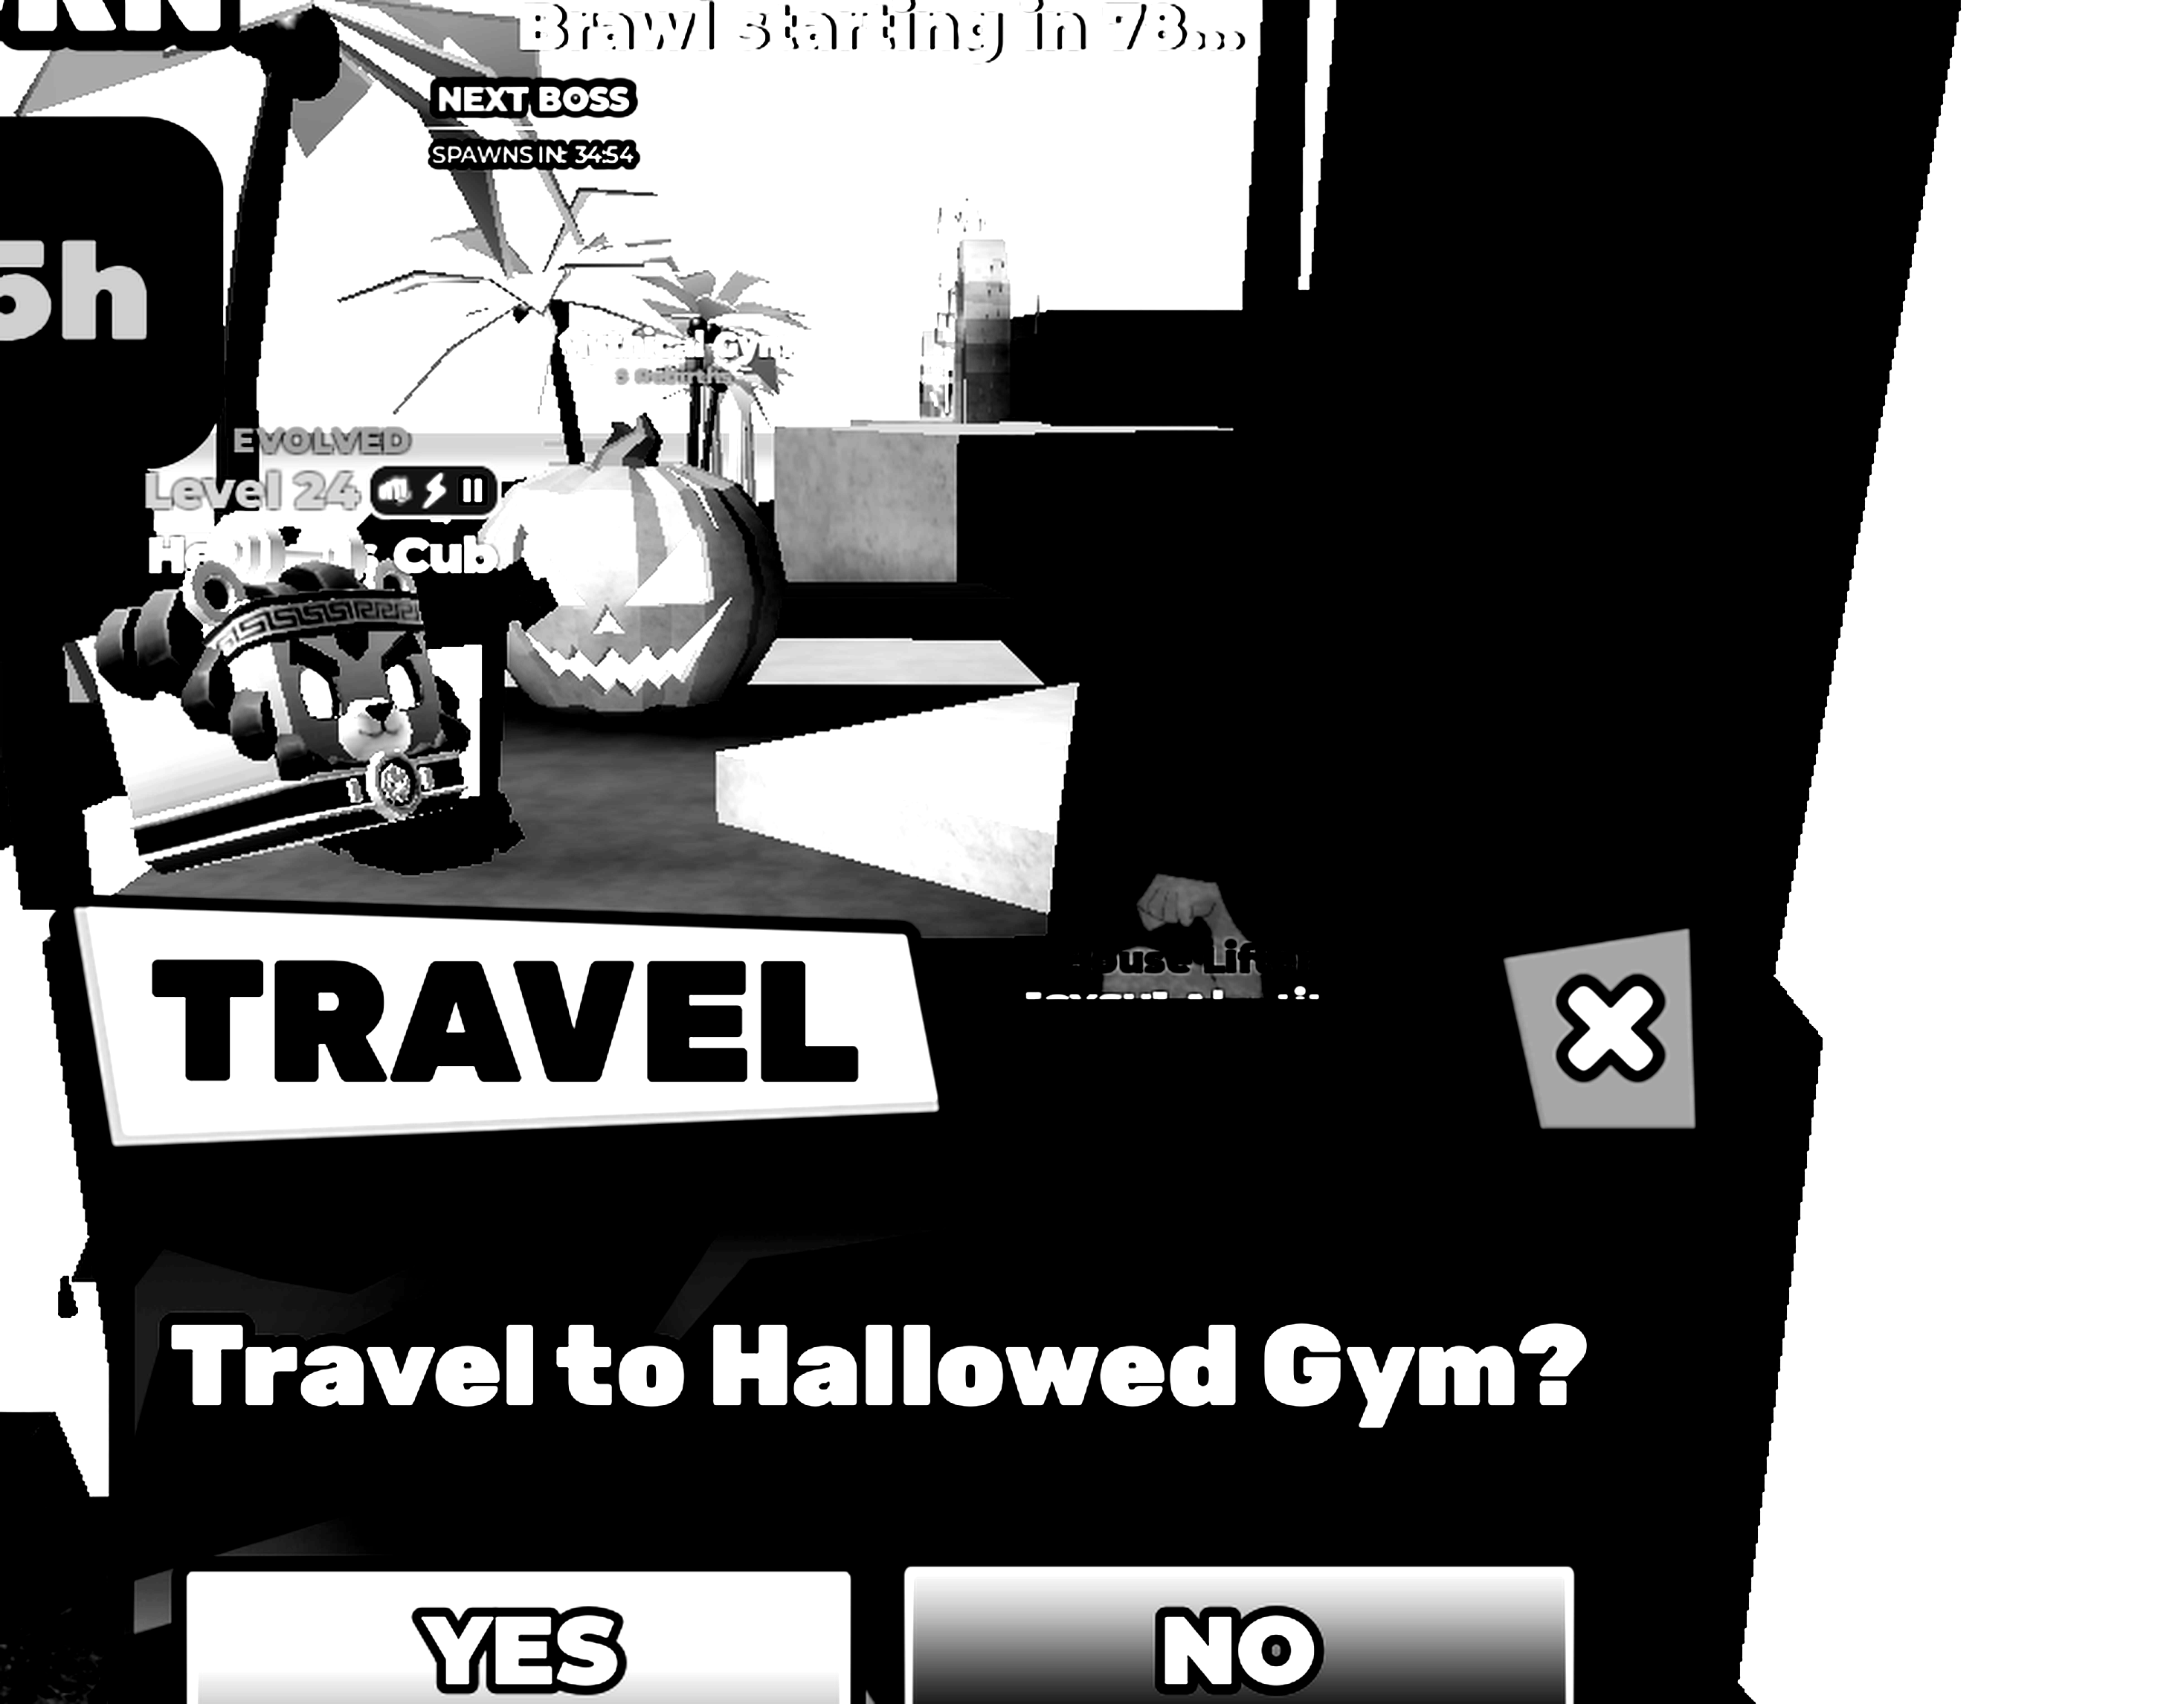 Brawl starting in 78...
NEXT BOSS
SPAWNS IN: 34:54
5h
EVOLVED
Level 24
Cub
TRAVEL
Travel to Hallowed Gym?
YES
NO